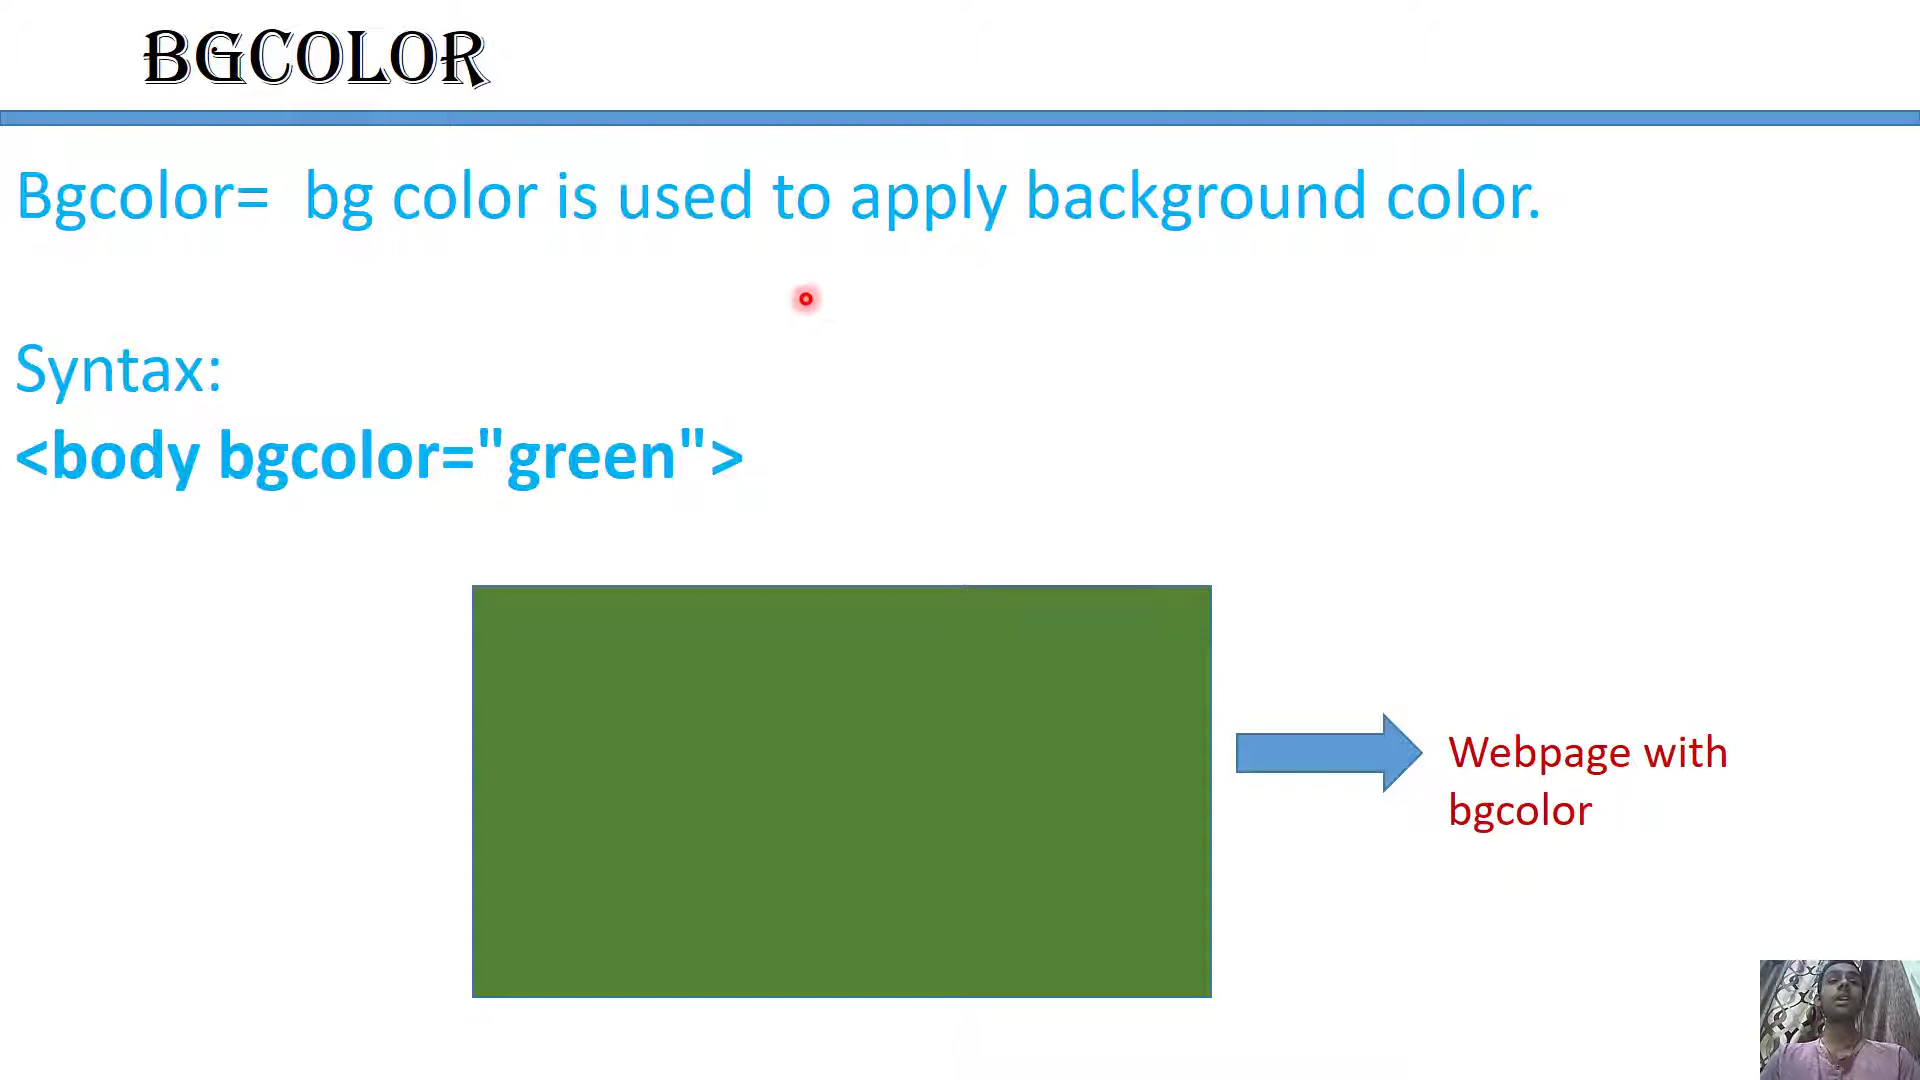 BGCOLOR
Bgcolor= bg color is used to apply background color.
Syntax:
<body bgcolor="green">
Webpage with
bgcolor